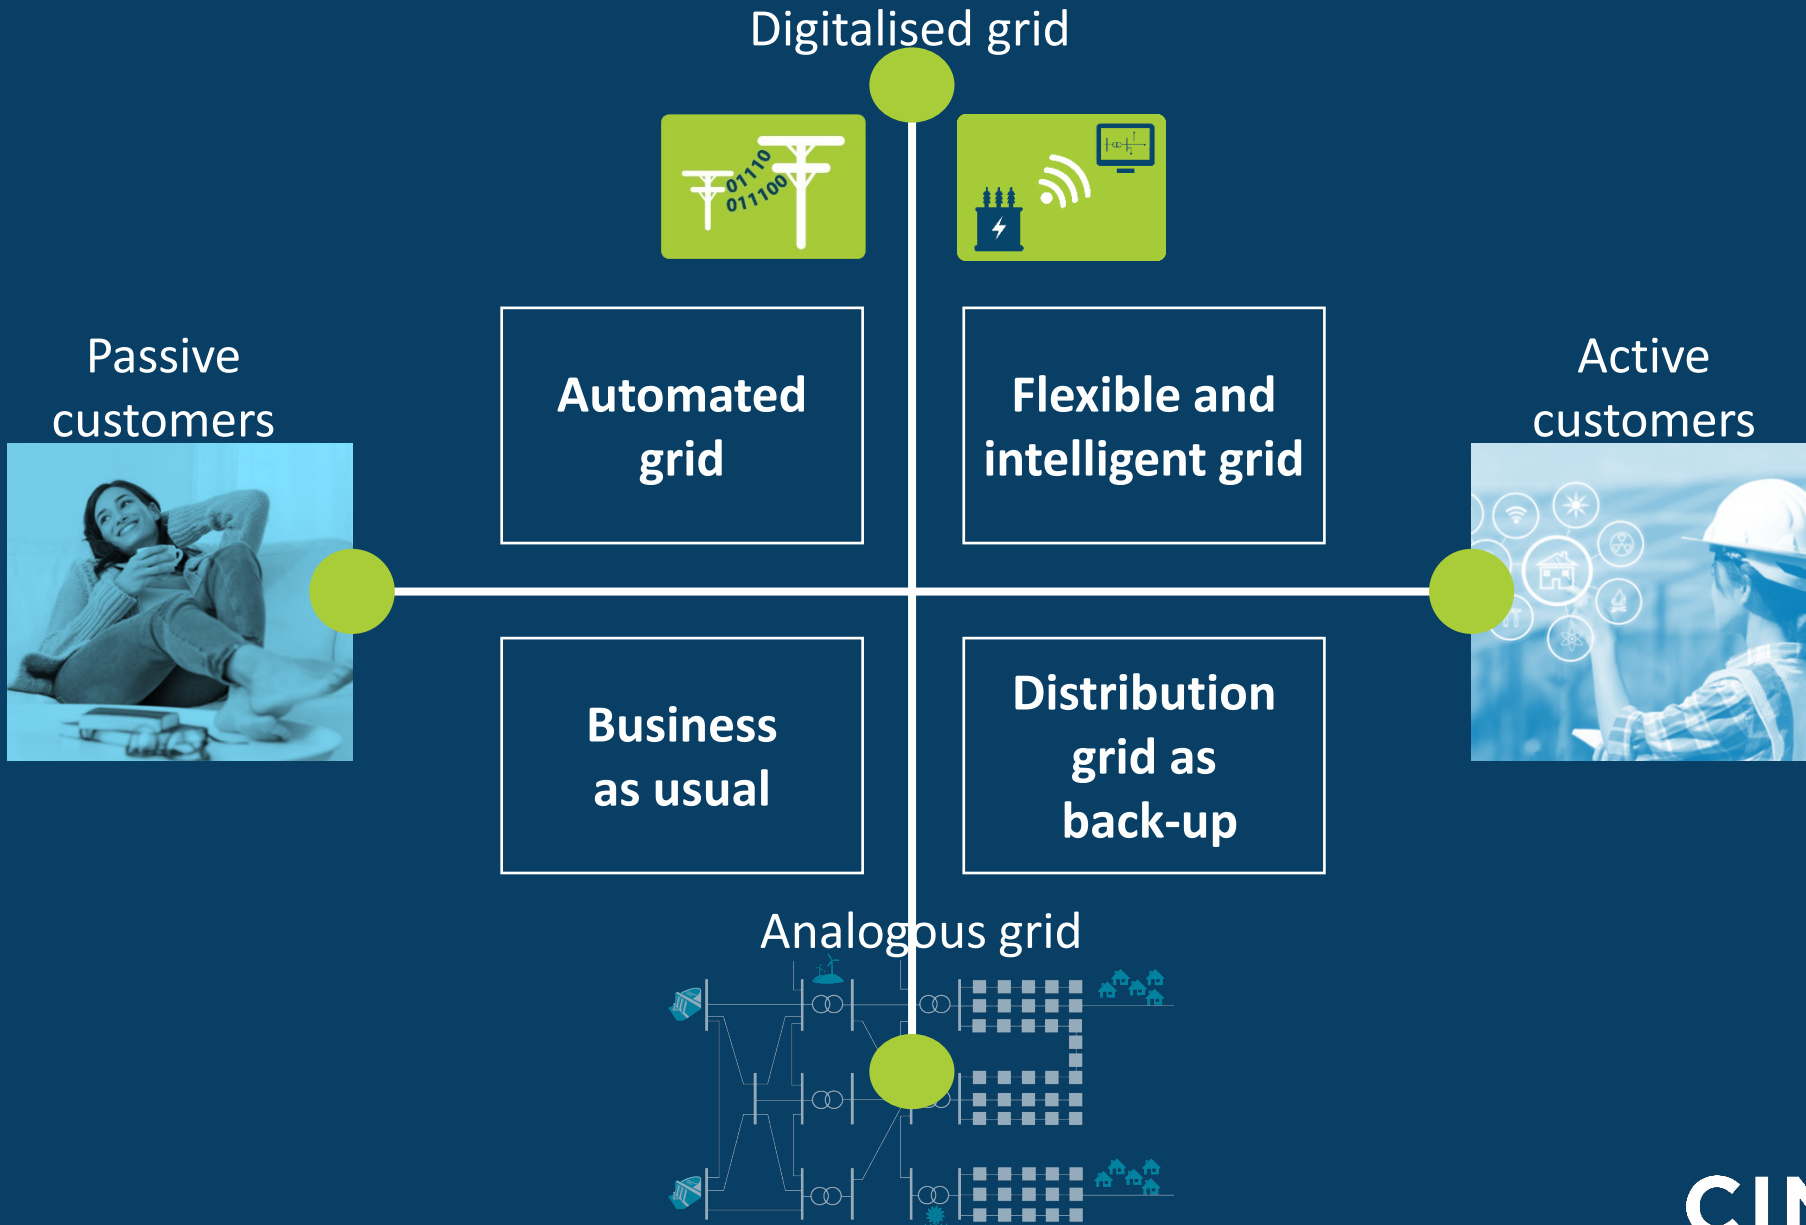 Digitalised grid
01110
011100
Passive
customers
Automated
grid
Flexible and
intelligent grid
Active
customers
Business
as usual
Distribution
grid as
back-up
Analogous grid